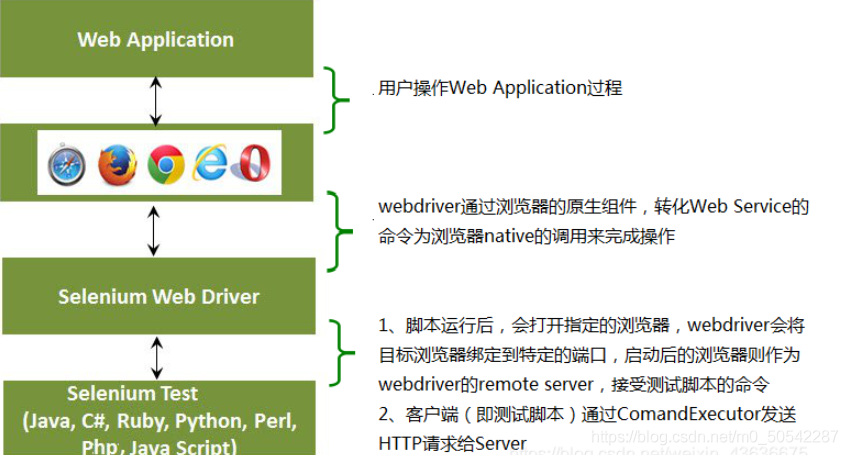 Web Application
用户操作Web Application过程
webdriver通过浏览器的原生组件，转化Web Service的
命令为浏览器native的调用来完成操作
Selenium Web Driver
1、脚本运行后，会打开指定的浏览器，webdriver会将
目标浏览器绑定到特定的端口，启动后的浏览器则作为
webdriver的remote server，接受测试脚本的命令
2、客户端（即测试脚本）通过ComandExecutor发送
HTTP请求给Server
Selenium Test
(Java, C#, Ruby, Python, Perl,
Php, Java Script)
https://blog.csdn.net/m0_50542287
https://blog.csdn.net/weixin_43626675